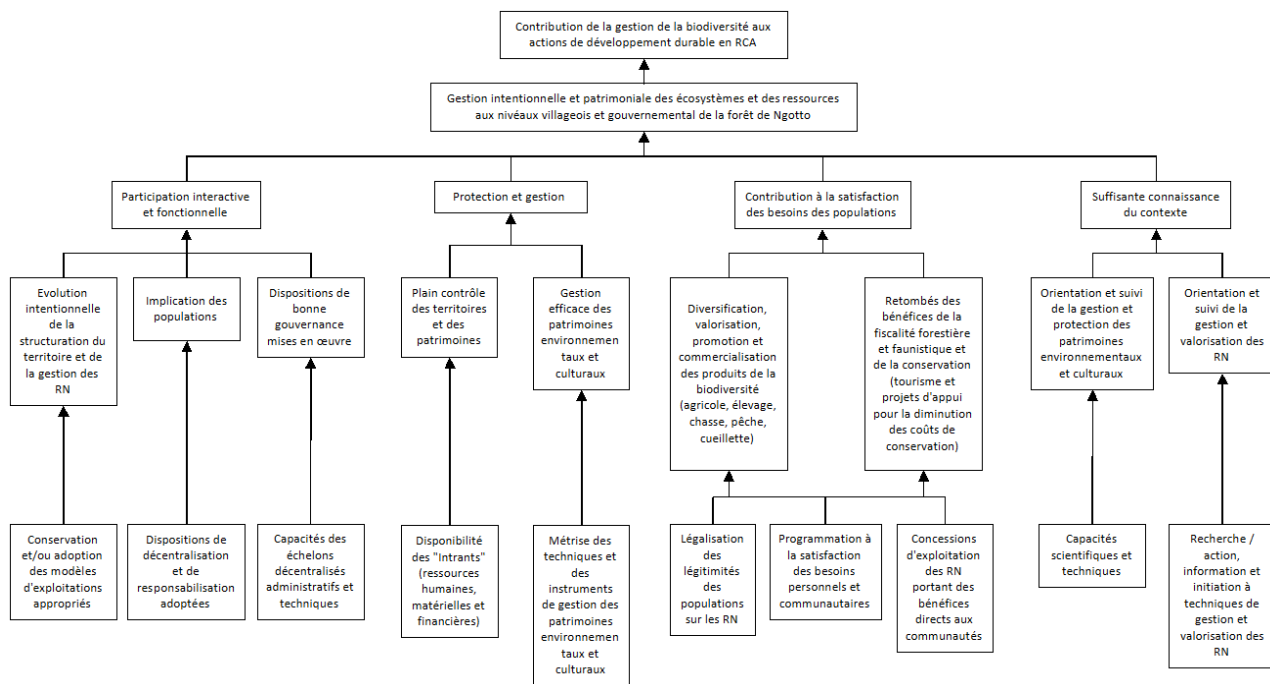 Contribution de la gestion de la biodiversité aux
actions de développement durable en RCA
Gestion intentionnelle et patrimoniale des écosystèmes et des ressources
aux nivéaux villageois et gouvernemental de la forêt de Ngotto
Participation interactive
et fonctionnelle
Protection et gestion
Contribution à la satisfaction
des besoins des populations
Suffisante connaissance
du contexte
Evolution
intentionnelle
de la
structuration du
territoire et de
la gestion des
RN
Implication des
populations
Dispositions de
bonne
gouvernance
mises en œuvre
Plain contrôle
des territoires
et des
patrimoines
Gestion
efficace des
patrimoines
environnemen
taux et
culturaux
Diversification,
valorisation,
promotion et
commercialisation
des produits de la
biodiversité
(agricole, élevage,
chasse, pêche,
cueillette)
Retombés des
bénéfices de la
fiscalité forestière
et faunistique et
de la conservation
(tourisme et
projets d'appui
pour la diminution
des coûts de
conservation)
Orientation et suivi
de la gestion et
protection des
patrimoines
environnementaux
et culturaux
Orientation et
suivi de la
gestion et
valorisation des
RN
Conservation
et/ou adoption
des modèles
d'exploitations
appropriés
Dispositions de
décentralisation
et de
responsabilisation
adoptées
Capacités des
échelons
décentralisés
administratifs et
techniques
Disponibilité
des "Intrants"
(ressources
humaines,
matérielles et
financières)
Métrise des
techniques et
des
instruments
de gestion des
patrimoines
environnemen
taux et
culturaux
Légalisation
des
légitimités
des
populations
sur les RN
Programmation à
la satisfaction
des besoins
personnels et
communautaires
Concessions
d'exploitation
des RN
portant des
bénéfices
directs aux
communautés
Capacités
scientifiques et
techniques
Recherche /
action,
information et
initiation à
techniques de
gestion et
valorisation des
RN